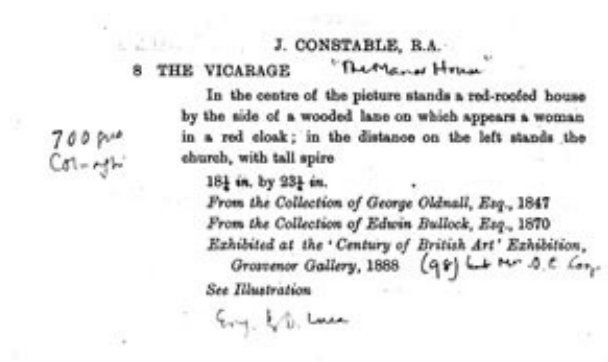 J. CONSTABLE, R.A.
8 THE VICARAGE "The Manor House"
In the centre of the picture stands a red-roofed house
by the side of a wooded lane on which appears a woman
in a red cloak; in the distance on the left stands the
church, with tall spire
700 gns
Colnaghi
18½ in. by 23½ in.
From the Collection of George Oldnall, Esq., 1847
From the Collection of Edwin Bullock, Esq., 1870
Exhibited at the 'Century of British Art' Exhibition,
Grosvenor Gallery, 1888 (98)
See Illustration
Eng. by D. Lucas